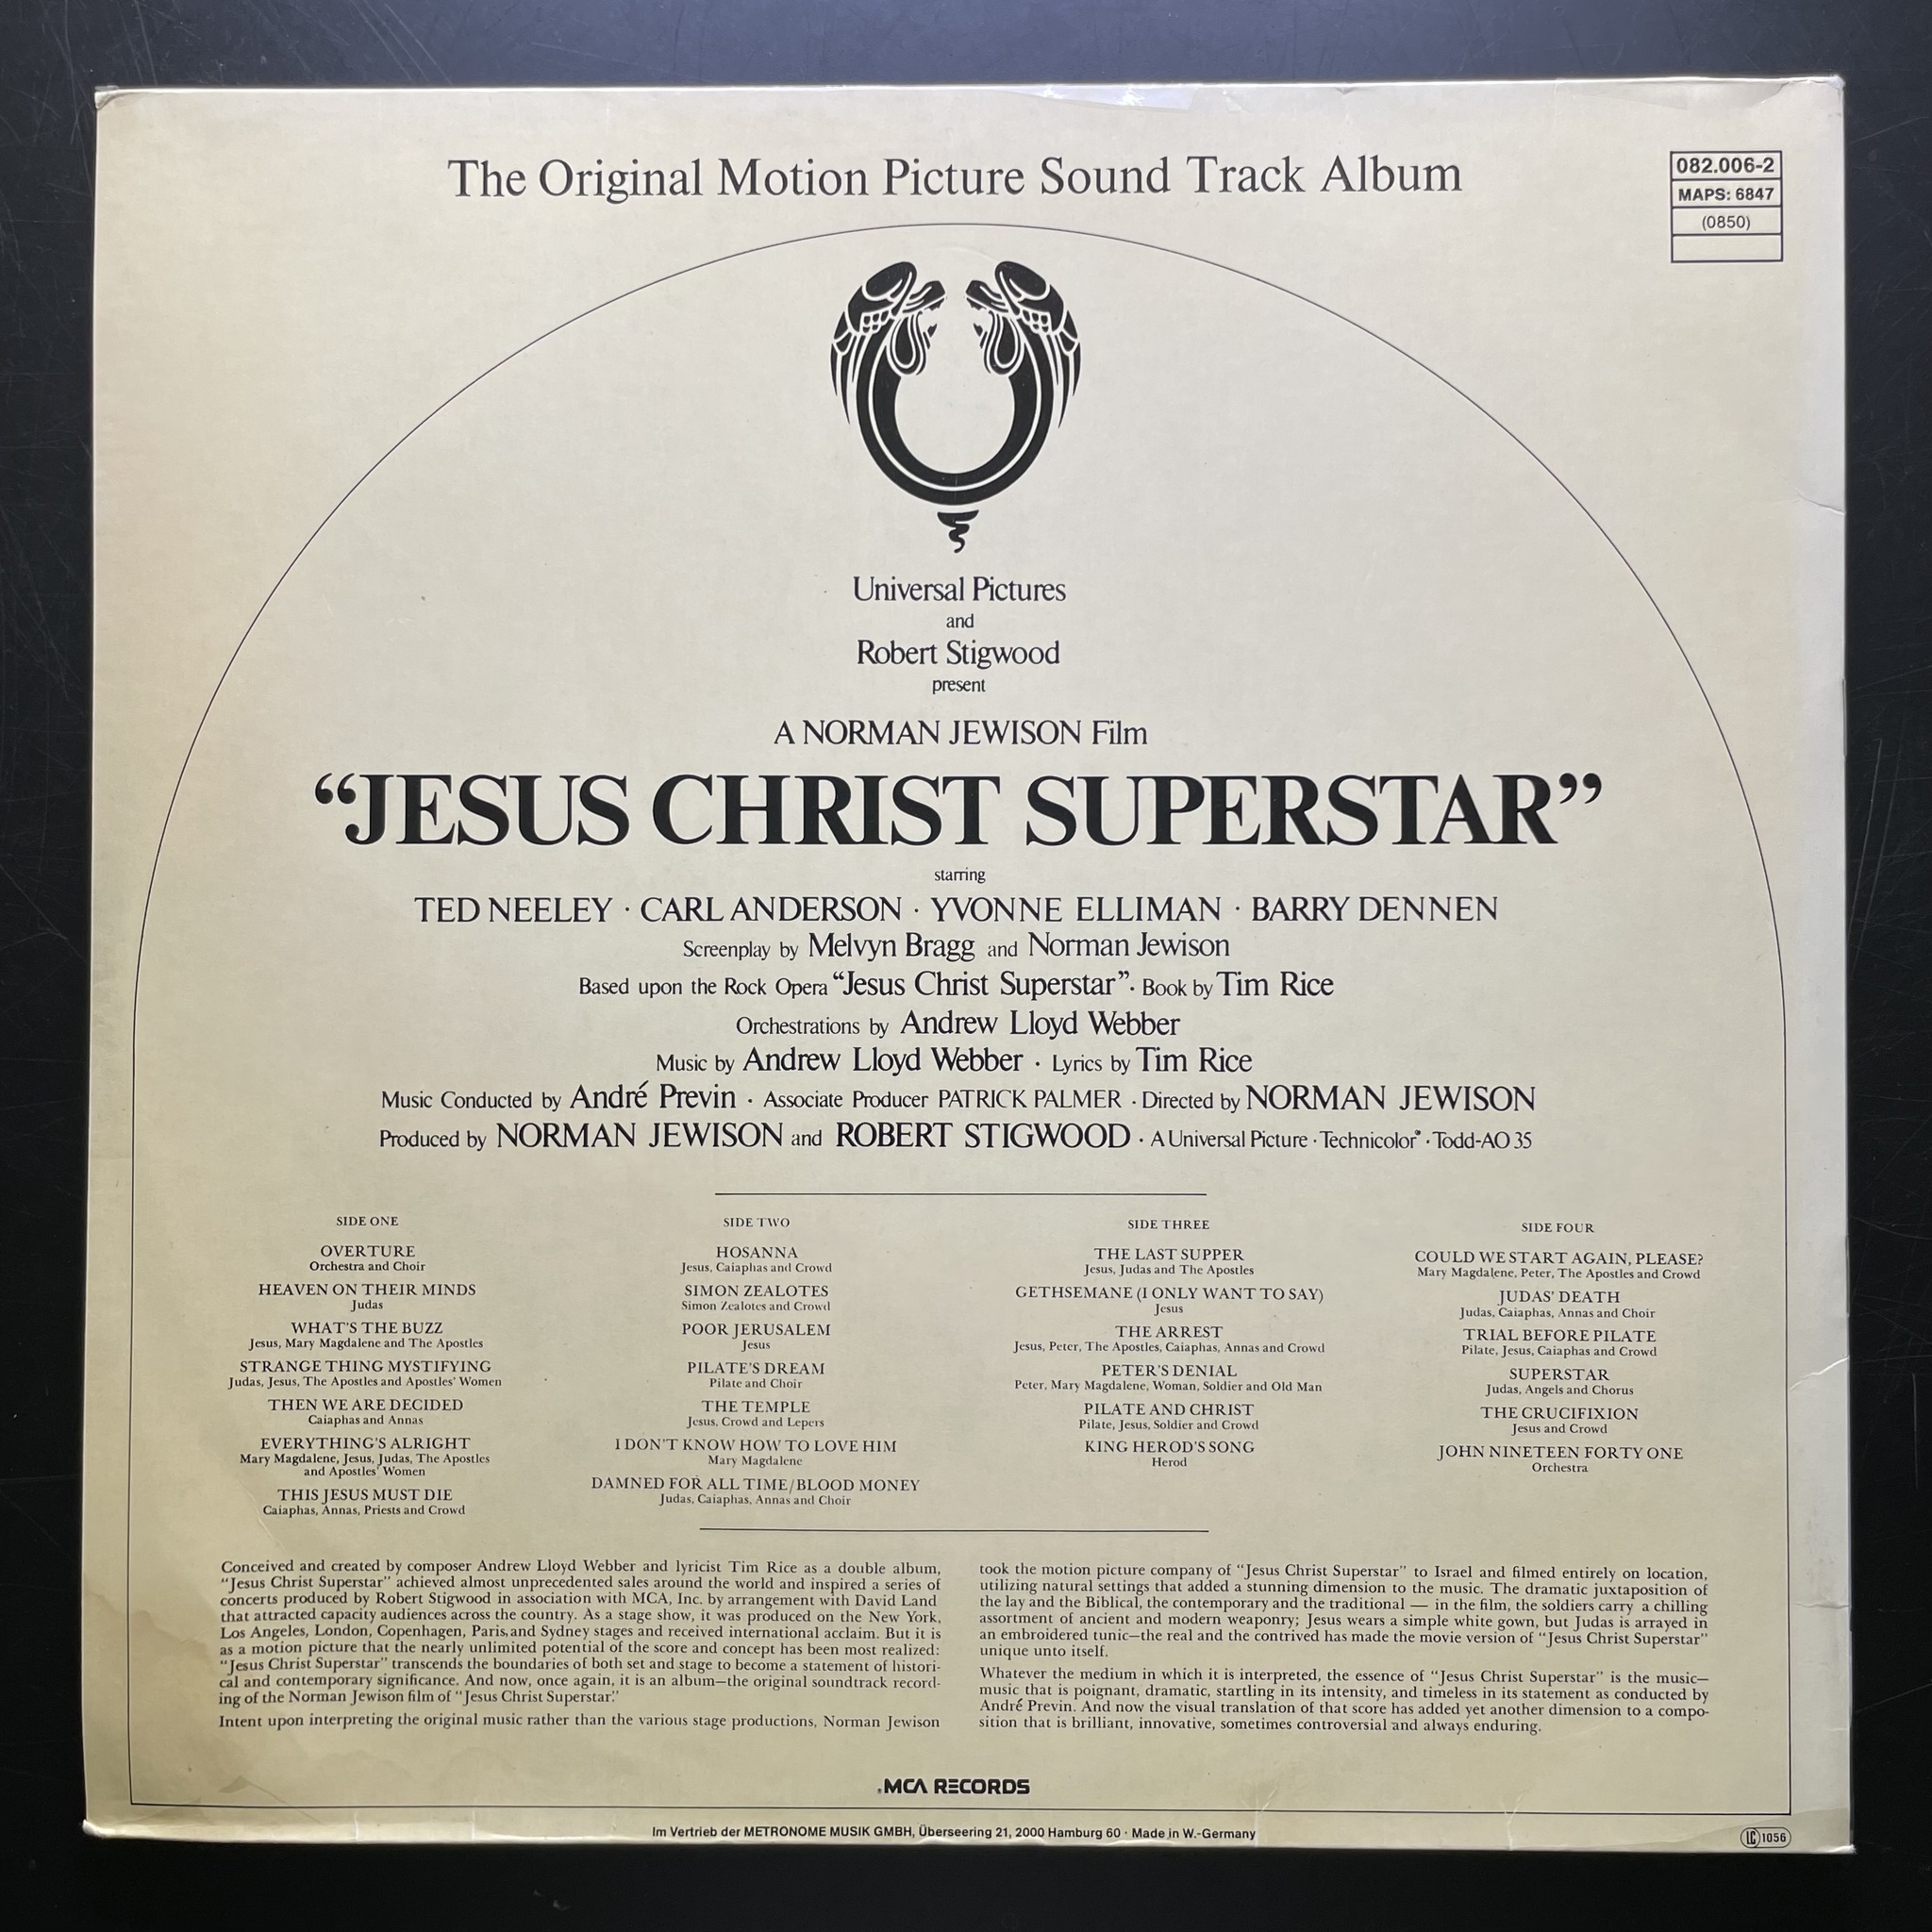 The Original Motion Picture Sound Track Album
082.006-2
MAPS: 6847
(0850)
Universal Pictures
and
Robert Stigwood
present
A NORMAN JEWISON Film
“JESUS CHRIST SUPERSTAR”
starring
TED NEELEY · CARL ANDERSON · YVONNE ELLIMAN · BARRY DENNEN
Screenplay by Melvyn Bragg and Norman Jewison
Based upon the Rock Opera “Jesus Christ Superstar” · Book by Tim Rice
Orchestrations by Andrew Lloyd Webber
Music by Andrew Lloyd Webber · Lyrics by Tim Rice
Music Conducted by André Previn · Associate Producer PATRICK PALMER · Directed by NORMAN JEWISON
Produced by NORMAN JEWISON and ROBERT STIGWOOD · A Universal Picture · Technicolor® · Todd-AO 35
SIDE ONE
OVERTURE
Orchestra and Choir
HEAVEN ON THEIR MINDS
Judas
WHAT'S THE BUZZ
Jesus, Mary Magdalene and The Apostles
STRANGE THING MYSTIFYING
Judas, Jesus, The Apostles and Apostles' Women
THEN WE ARE DECIDED
Caiaphas and Annas
EVERYTHING'S ALRIGHT
Mary Magdalene, Jesus, Judas, The Apostles
and Apostles' Women
THIS JESUS MUST DIE
Caiaphas, Annas, Priests and Crowd
SIDE TWO
HOSANNA
Jesus, Caiaphas and Crowd
SIMON ZEALOTES
Simon Zealotes and Crowd
POOR JERUSALEM
Jesus
PILATE'S DREAM
Pilate and Choir
THE TEMPLE
Jesus, Crowd and Lepers
I DON'T KNOW HOW TO LOVE HIM
Mary Magdalene
DAMNED FOR ALL TIME/BLOOD MONEY
Judas, Caiaphas, Annas and Choir
SIDE THREE
THE LAST SUPPER
Jesus, Judas and The Apostles
GETHSEMANE (I ONLY WANT TO SAY)
Jesus
THE ARREST
Jesus, Peter, The Apostles, Caiaphas, Annas and Crowd
PETER'S DENIAL
Peter, Mary Magdalene, Woman, Soldier and Old Man
PILATE AND CHRIST
Pilate, Jesus, Soldier and Crowd
KING HEROD'S SONG
Herod
SIDE FOUR
COULD WE START AGAIN, PLEASE?
Mary Magdalene, Peter, The Apostles and Crowd
JUDAS' DEATH
Judas, Caiaphas, Annas and Choir
TRIAL BEFORE PILATE
Pilate, Jesus, Caiaphas and Crowd
SUPERSTAR
Judas, Angels and Chorus
THE CRUCIFIXION
Jesus and Crowd
JOHN NINETEEN FORTY ONE
Orchestra
Conceived and created by composer Andrew Lloyd Webber and lyricist Tim Rice as a double album,
“Jesus Christ Superstar” achieved almost unprecedented sales around the world and inspired a series of
concerts produced by Robert Stigwood in association with MCA, Inc. by arrangement with David Land
that attracted capacity audiences across the country. As a stage show, it was produced on the New York,
Los Angeles, London, Copenhagen, Paris,and Sydney stages and received international acclaim. But it is
as a motion picture that the nearly unlimited potential of the score and concept has been most realized:
“Jesus Christ Superstar” transcends the boundaries of both set and stage to become a statement of histori-
cal and contemporary significance. And now, once again, it is an album—the original soundtrack record-
ing of the Norman Jewison film of “Jesus Christ Superstar.”
Intent upon interpreting the original music rather than the various stage productions, Norman Jewison
took the motion picture company of “Jesus Christ Superstar” to Israel and filmed entirely on location,
utilizing natural settings that added a stunning dimension to the music. The dramatic juxtaposition of
the lay and the Biblical, the contemporary and the traditional — in the film, the soldiers carry a chilling
assortment of ancient and modern weaponry; Jesus wears a simple white gown, but Judas is arrayed in
an embroidered tunic—the real and the contrived has made the movie version of “Jesus Christ Superstar”
unique unto itself.
Whatever the medium in which it is interpreted, the essence of “Jesus Christ Superstar” is the music—
music that is poignant, dramatic, startling in its intensity, and timeless in its statement as conducted by
André Previn. And now the visual translation of that score has added yet another dimension to a compo-
sition that is brilliant, innovative, sometimes controversial and always enduring.
MCA RECORDS
Im Vertrieb der METRONOME MUSIK GMBH, Überseering 21, 2000 Hamburg 60 · Made in W.-Germany
LC 1056